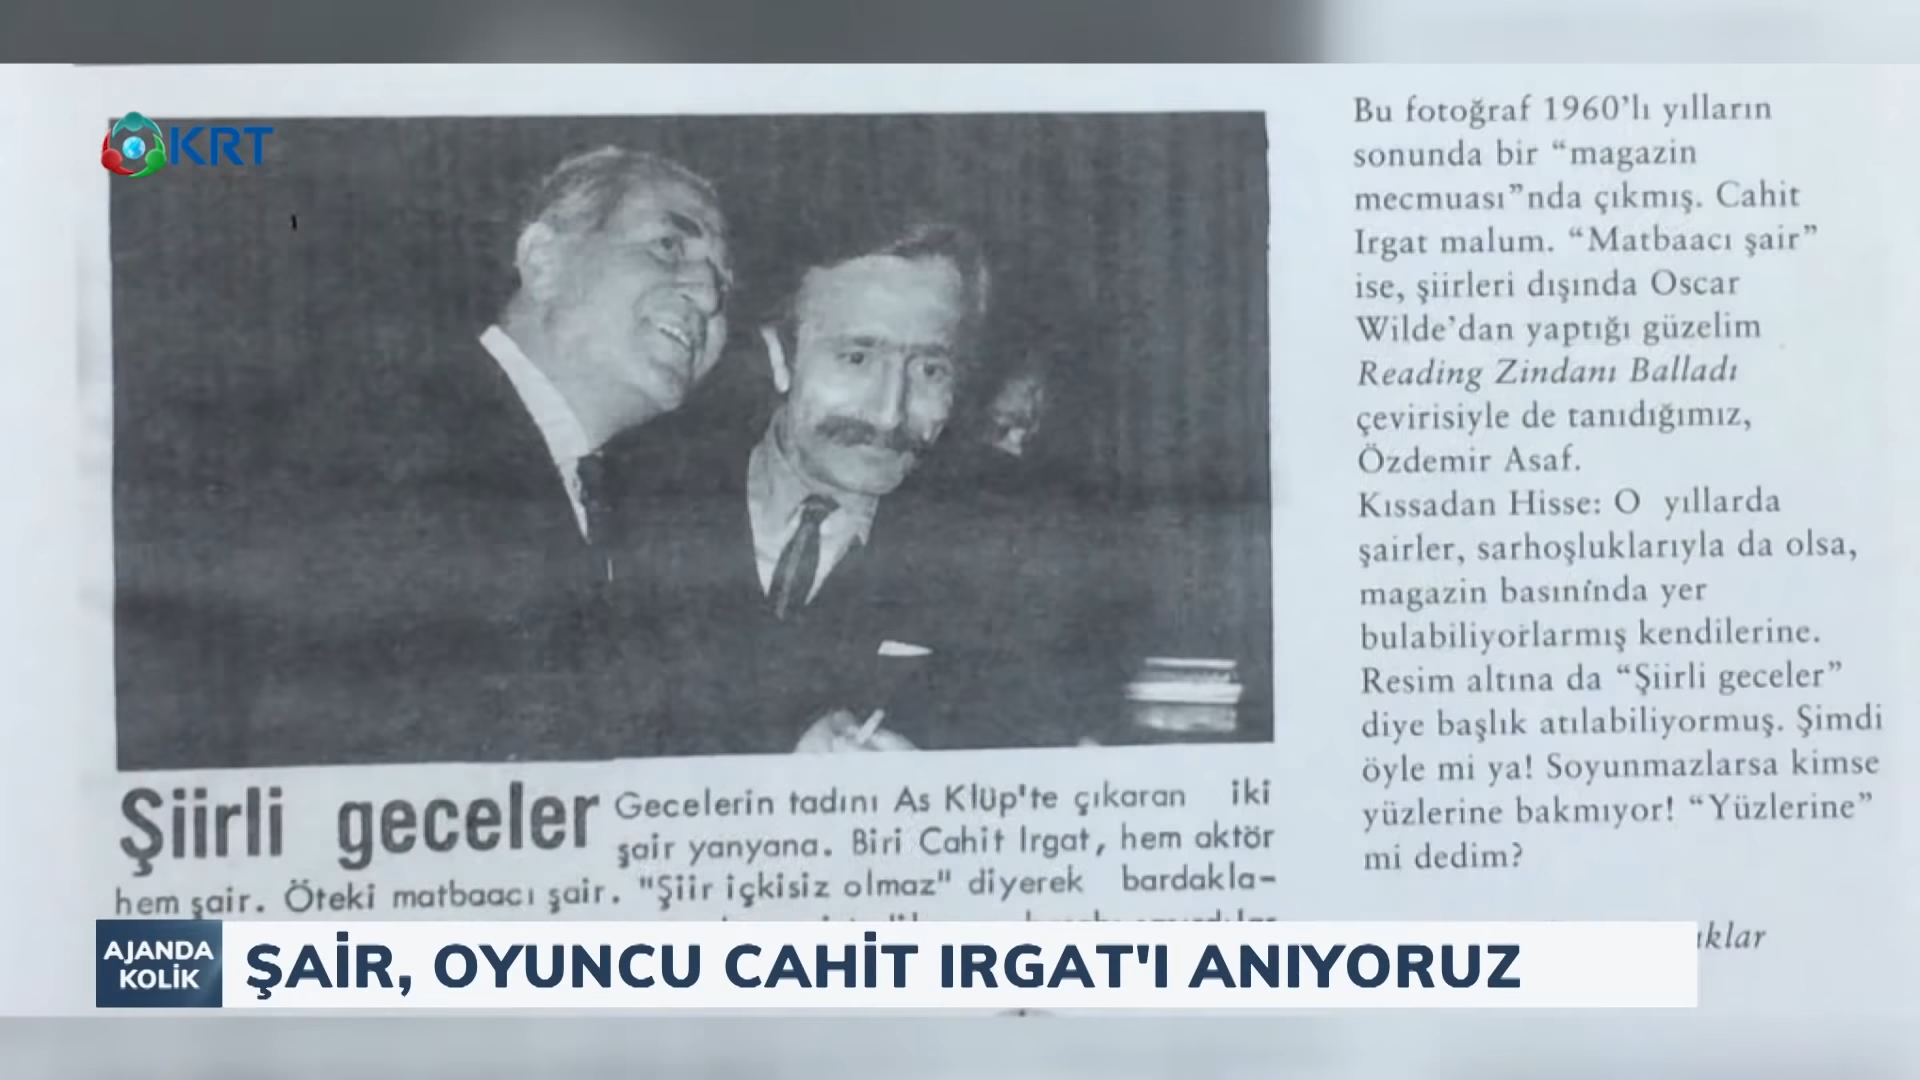 KRT
Bu fotoğraf 1960'lı yılların
sonunda bir “magazin
mecmuası”nda çıkmış. Cahit
Irgat malum. “Matbaacı şair”
ise, şiirleri dışında Oscar
Wilde'dan yaptığı güzelim
Reading Zindanı Balladı
çevirisiyle de tanıdığımız,
Özdemir Asaf.
Kıssadan Hisse: O yıllarda
şairler, sarhoşluklarıyla da olsa,
magazin basınında yer
bulabiliyorlarmış kendilerine.
Resim altına da “Şiirli geceler”
diye başlık atılabiliyormuş. Şimdi
öyle mi ya! Soyunmazlarsa kimse
yüzlerine bakmıyor! “Yüzlerine”
mi dedim?
Şiirli geceler
Gecelerin tadını As Klüp'te çıkaran iki
şair yanyana. Biri Cahit Irgat, hem aktör
hem şair. Öteki matbaacı şair. "Şiir içkisiz olmaz" diyerek bardakla-
AJANDA
KOLİK
ŞAİR, OYUNCU CAHİT IRGAT'I ANIYORUZ